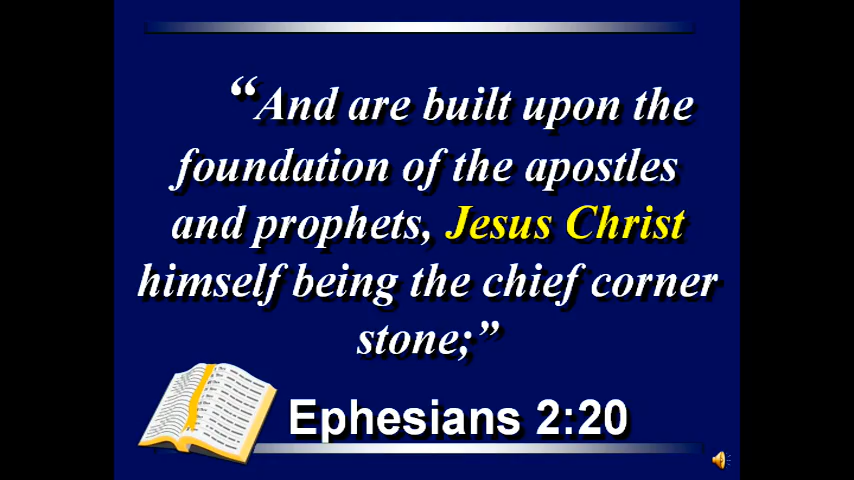 “And are built upon the
foundation of the apostles
and prophets, Jesus Christ
himself being the chief corner
stone;”
Ephesians 2:20